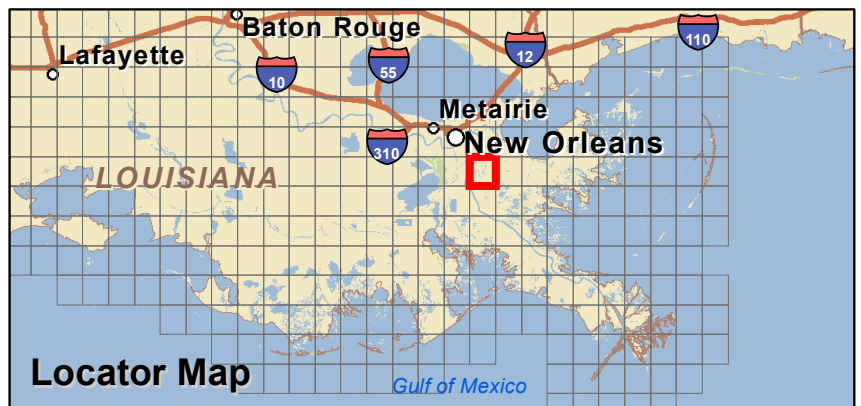 Baton Rouge
110
12
Lafayette
55
10
Metairie
New Orleans
310
LOUISIANA
Locator Map
Gulf of Mexico